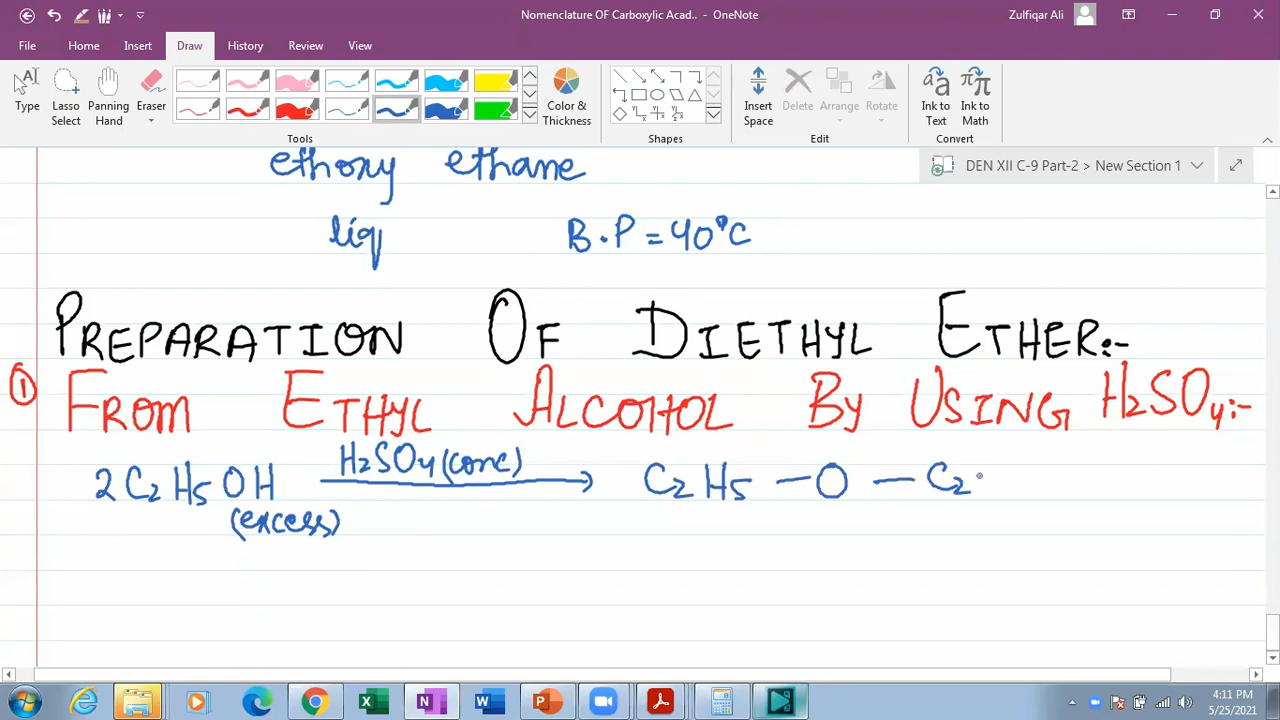 Nomenclature OF Carboxylic Acad.. - OneNote
Zulfiqar Ali
File Home Insert Draw History Review View
Type
Lasso Select
Panning Hand
Eraser
Color & Thickness
Insert Space
Delete
Arrange
Rotate
Ink to Text
Ink to Math
Tools
Shapes
Edit
Convert
DEN XII C-9 Part-2 > New Section 1
ethoxy ethane
liq B.P = 40°C
PREPARATION OF DIETHYL ETHER:-
① FROM ETHYL ALCOHOL BY USING H2SO4:-
H2SO4 (conc)
2C2H5OH → C2H5 — O — C2
(excess)
4:11 PM
5/25/2021